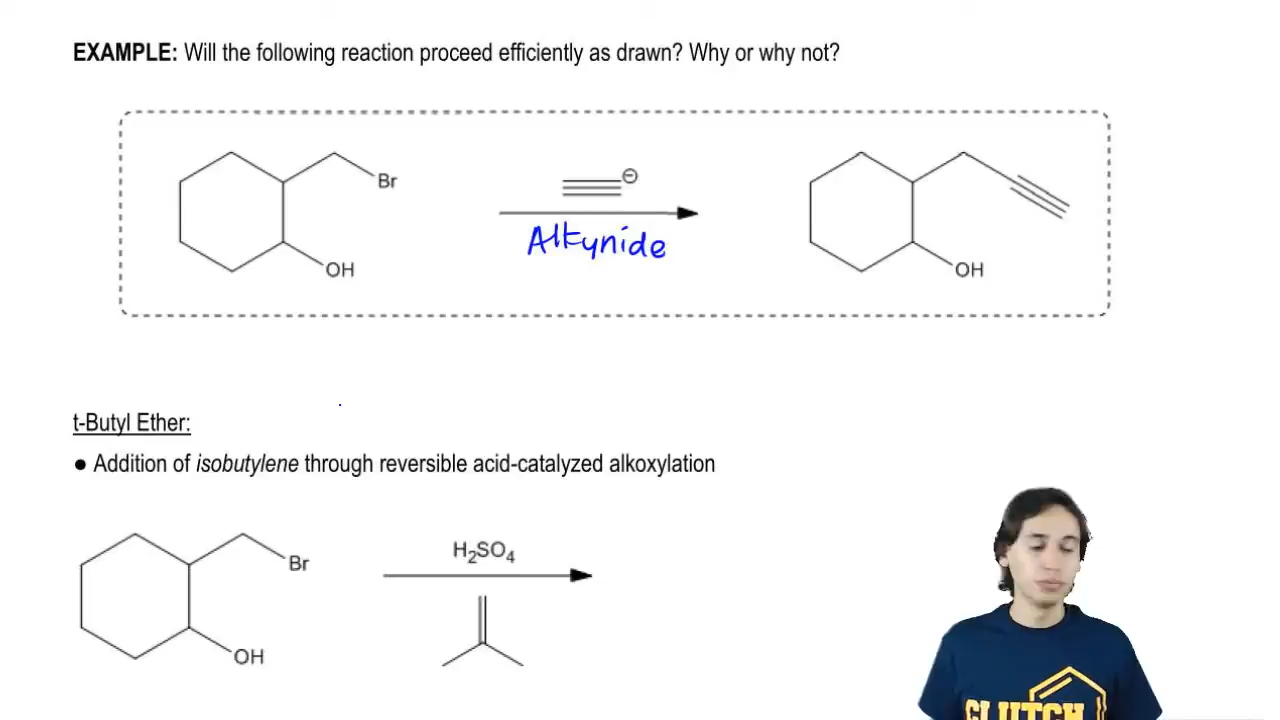 EXAMPLE: Will the following reaction proceed efficiently as drawn? Why or why not?
Br
OH
⊖
Alkynide
OH
t-Butyl Ether:
● Addition of isobutylene through reversible acid-catalyzed alkoxylation
Br
OH
H₂SO₄
CLUTCH